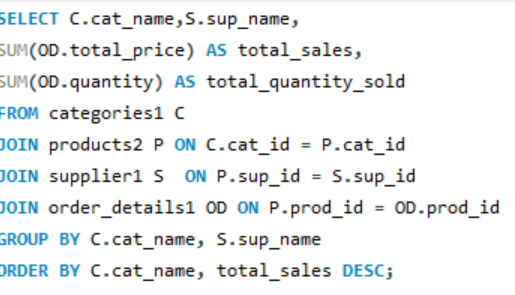 SELECT C.cat_name,S.sup_name,
SUM(OD.total_price) AS total_sales,
SUM(OD.quantity) AS total_quantity_sold
FROM categories1 C
JOIN products2 P ON C.cat_id = P.cat_id
JOIN supplier1 S  ON P.sup_id = S.sup_id
JOIN order_details1 OD ON P.prod_id = OD.prod_id
GROUP BY C.cat_name, S.sup_name
ORDER BY C.cat_name, total_sales DESC;